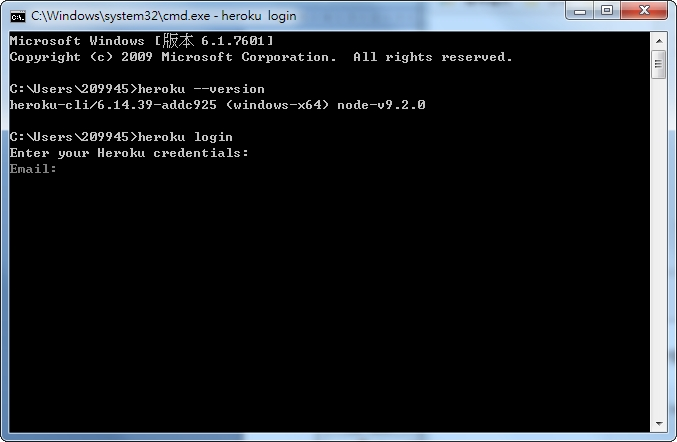 C:\Windows\system32\cmd.exe - heroku  login
Microsoft Windows [版本 6.1.7601]
Copyright (c) 2009 Microsoft Corporation.  All rights reserved.
C:\Users\209945>heroku --version
heroku-cli/6.14.39-addc925 (windows-x64) node-v9.2.0
C:\Users\209945>heroku login
Enter your Heroku credentials:
Email: